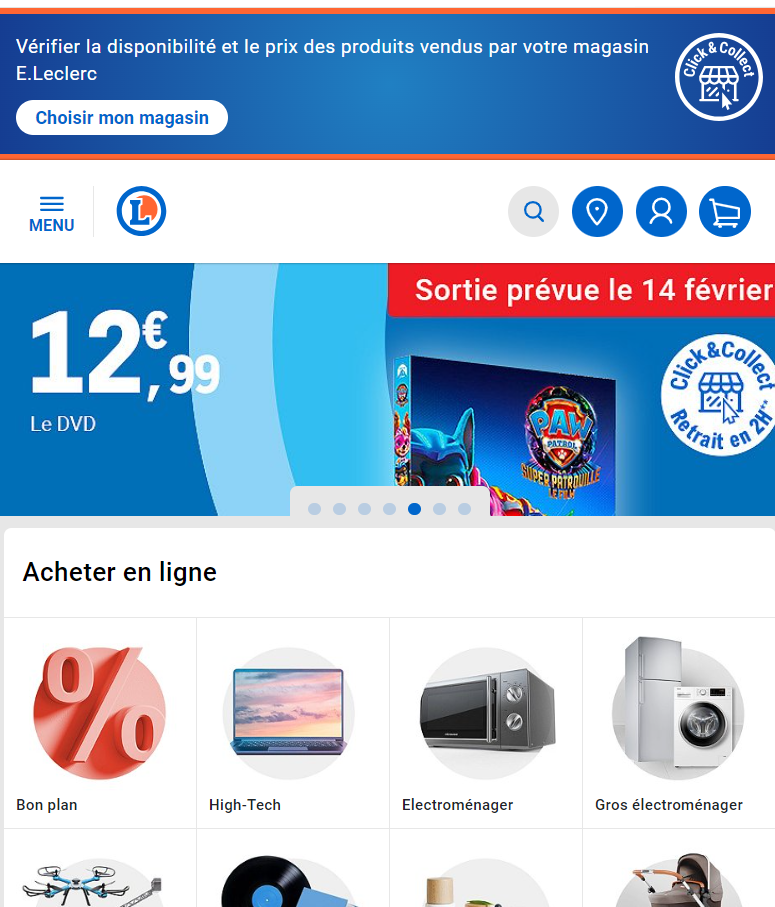 Vérifier la disponibilité et le prix des produits vendus par votre magasin
E.Leclerc
Click & Collect
Choisir mon magasin
MENU
L
Sortie prévue le 14 février
12€,99
Le DVD
Click&Collect
Retrait en 2H**
PAW
PATROL
SUPER PATROUILLE
LE FILM
Acheter en ligne
Bon plan
High-Tech
Electroménager
Gros électroménager